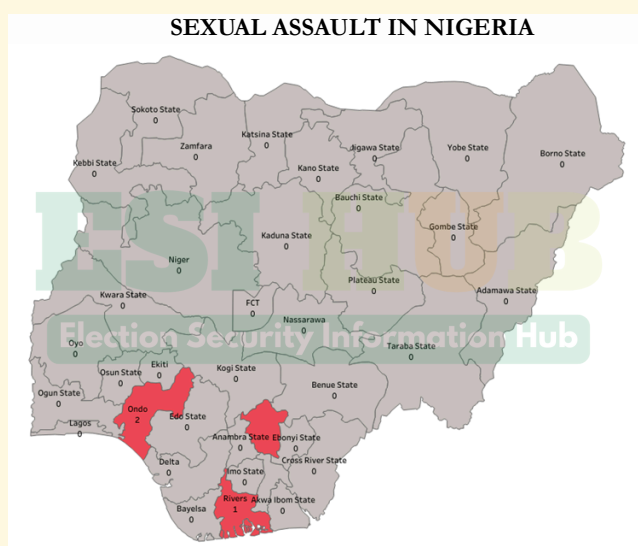 SEXUAL ASSAULT IN NIGERIA
Sokoto State
0
Zamfara
0
Katsina State
0
Kano State
0
Jigawa State
0
Yobe State
0
Borno State
0
Kebbi State
0
Bauchi State
0
Gombe State
0
Kaduna State
0
Niger
0
Plateau State
0
Adamawa State
0
Kwara State
0
FCT
0
Nassarawa
0
ESI HUB
Election Security Information Hub
Oyo
0
Taraba State
0
Osun State
0
Ekiti
0
Kogi State
0
Benue State
0
Ogun State
0
Ondo
2
Edo State
0
Lagos
0
Anambra State
0
Ebonyi State
0
Delta
0
Imo State
0
Cross River State
0
Bayelsa
0
Rivers
1
Akwa Ibom State
0